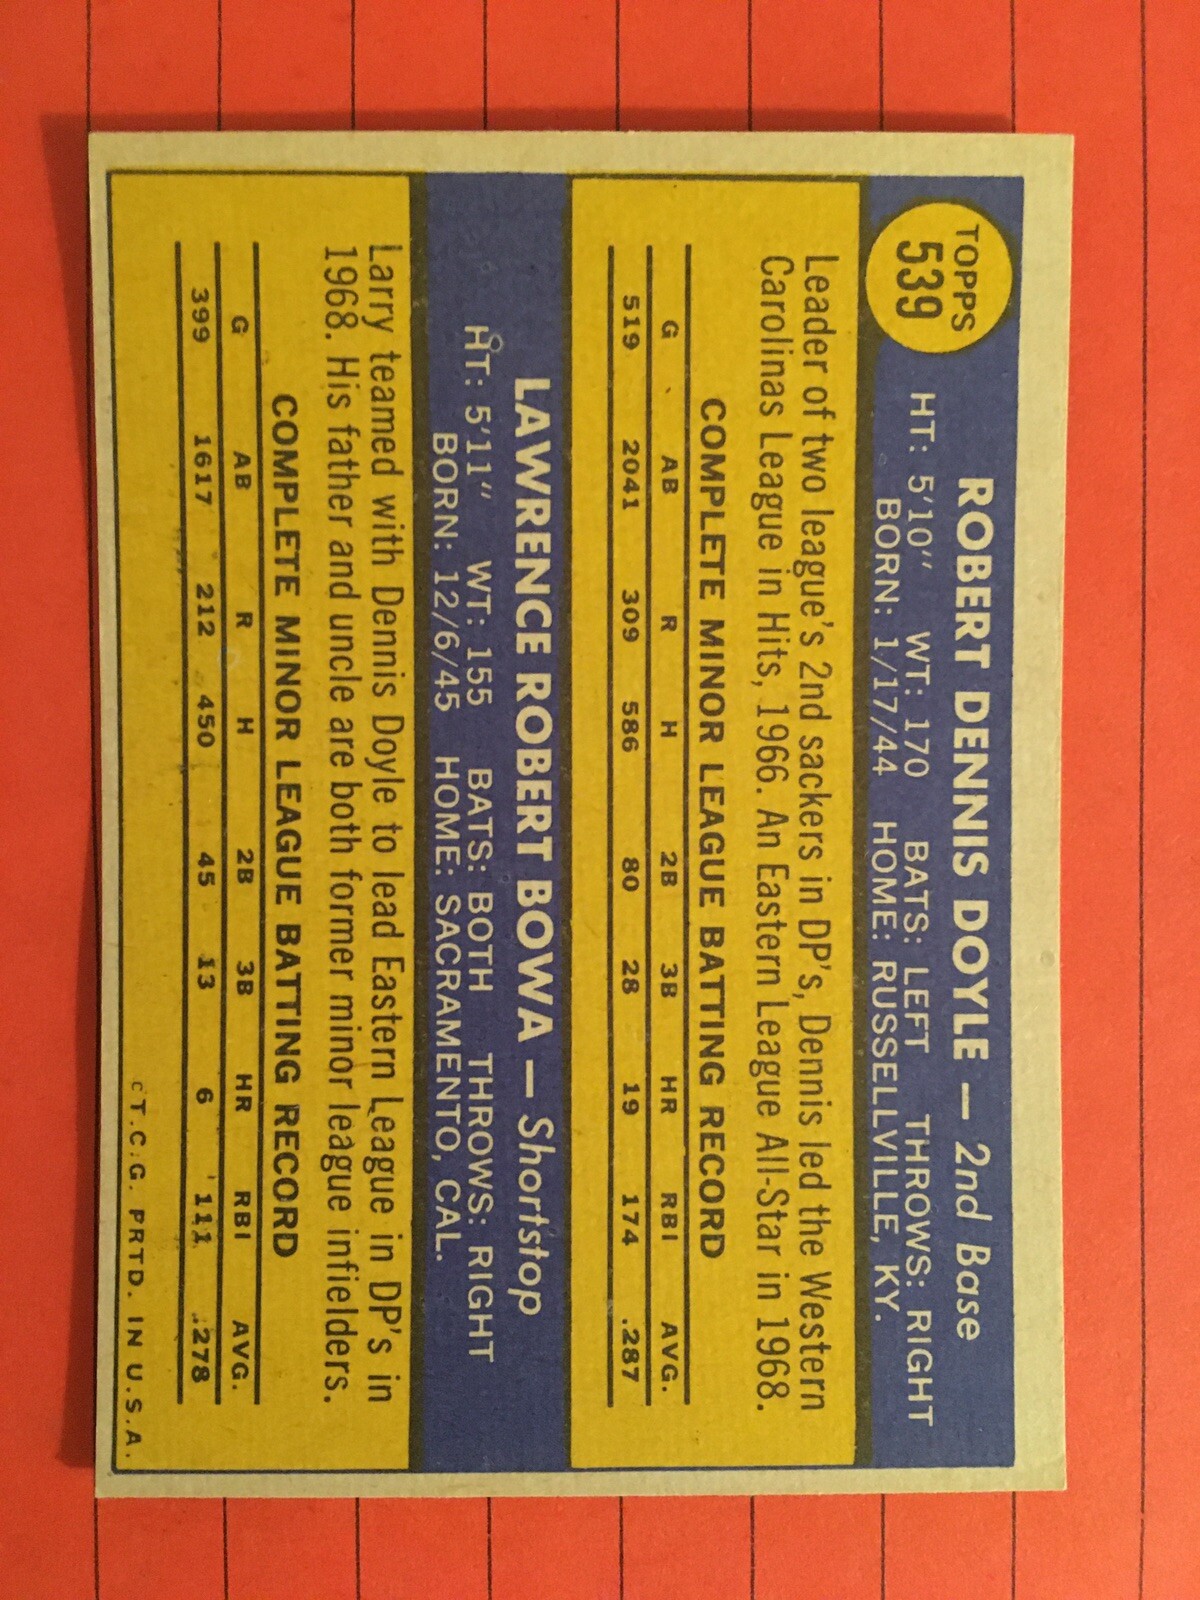 TOPPS
539
ROBERT DENNIS DOYLE — 2nd Base
HT: 5'10" WT: 170 BATS: LEFT THROWS: RIGHT
BORN: 1/17/44 HOME: RUSSELLVILLE, KY.
Leader of two league's 2nd sackers in DP's, Dennis led the Western
Carolinas League in Hits, 1966. An Eastern League All-Star in 1968.
COMPLETE MINOR LEAGUE BATTING RECORD
G AB R H 2B 3B HR RBI AVG.
519 2041 309 586 80 28 19 174 .287
LAWRENCE ROBERT BOWA — Shortstop
HT: 5'11" WT: 155 BATS: BOTH THROWS: RIGHT
BORN: 12/6/45 HOME: SACRAMENTO, CAL.
Larry teamed with Dennis Doyle to lead Eastern League in DP's in
1968. His father and uncle are both former minor league infielders.
COMPLETE MINOR LEAGUE BATTING RECORD
G AB R H 2B 3B HR RBI AVG.
399 1617 212 450 45 13 6 111 .278
c T.C.G. PRTD. IN U.S.A.